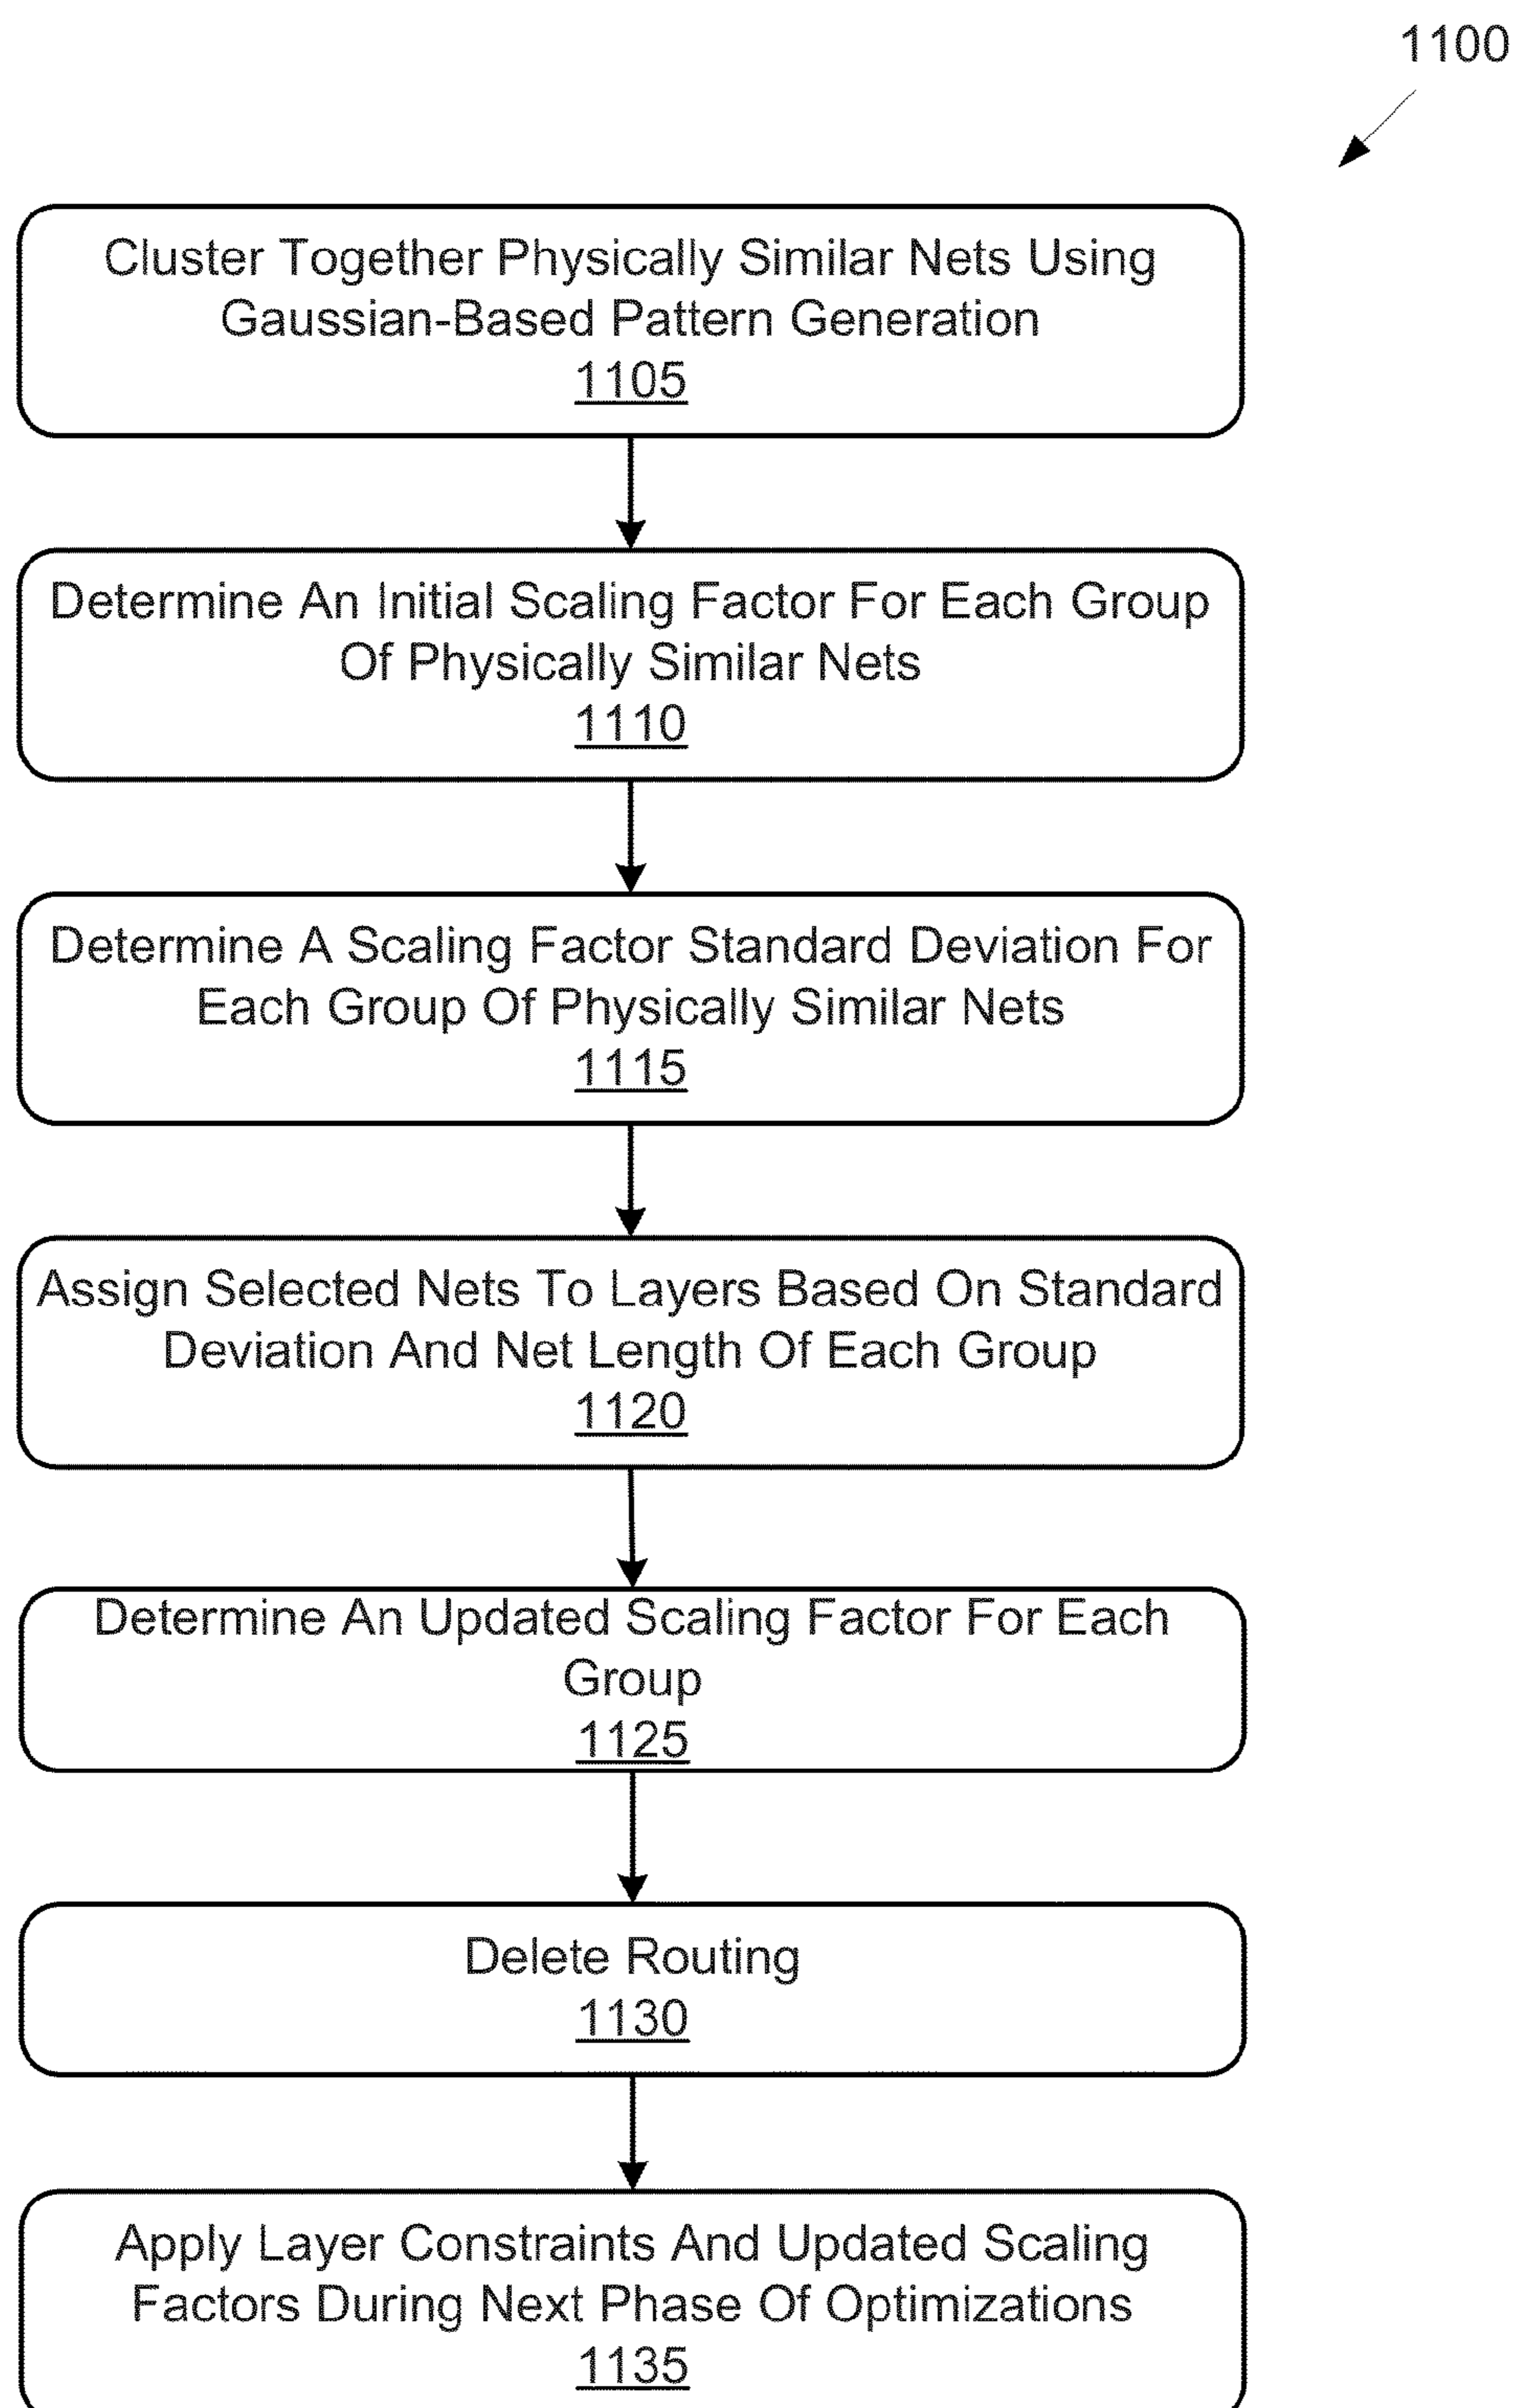 1100
Cluster Together Physically Similar Nets Using
Gaussian-Based Pattern Generation
1105
Determine An Initial Scaling Factor For Each Group
Of Physically Similar Nets
1110
Determine A Scaling Factor Standard Deviation For
Each Group Of Physically Similar Nets
1115
Assign Selected Nets To Layers Based On Standard
Deviation And Net Length Of Each Group
1120
Determine An Updated Scaling Factor For Each
Group
1125
Delete Routing
1130
Apply Layer Constraints And Updated Scaling
Factors During Next Phase Of Optimizations
1135